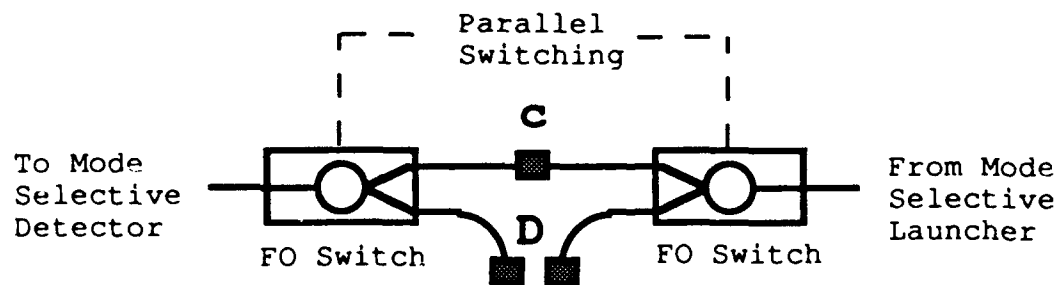 Parallel
Switching
C
To Mode
Selective
Detector
From Mode
Selective
Launcher
D
FO Switch
FO Switch